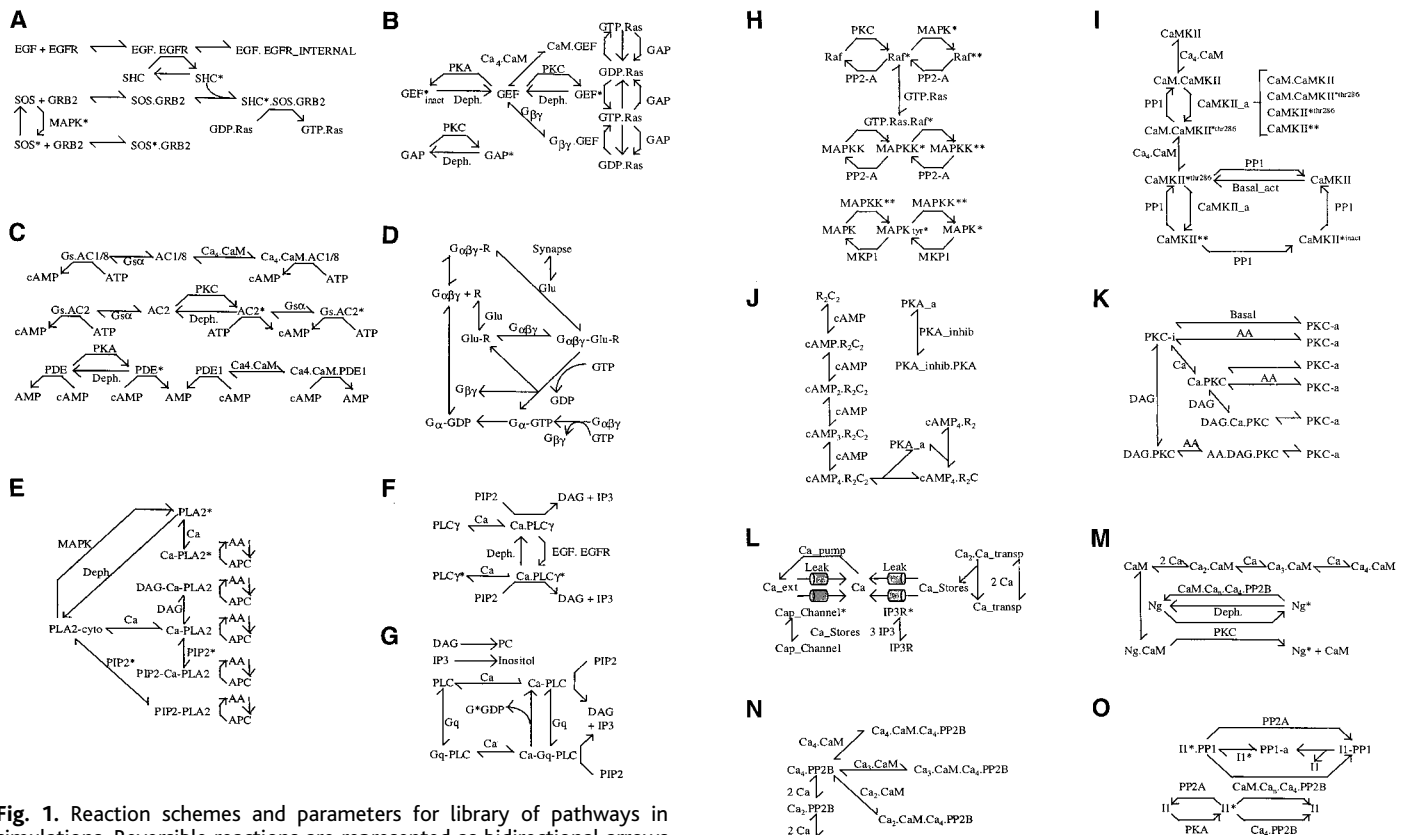 A
EGF + EGFR EGF. EGFR EGF. EGFR_INTERNAL
SHC SHC*
SOS + GRB2 SOS.GRB2 SHC*.SOS.GRB2
MAPK* GDP.Ras GTP.Ras
SOS* + GRB2 SOS*.GRB2
B
GTP.Ras
Ca4.CaM CaM.GEF GAP
PKA PKC GDP.Ras
GEF*inact Deph. GEF Deph. GEF* GAP
Gβγ GTP.Ras
PKC Gβγ.GEF GAP
GAP Deph. GAP* GDP.Ras
C
Gs.AC1/8 Gsα AC1/8 Ca4.CaM Ca4.CaM.AC1/8
cAMP ATP cAMP ATP
PKC
Gs.AC2 Gsα AC2 Deph. AC2* Gsα Gs.AC2*
cAMP ATP ATP cAMP ATP
PKA
PDE Deph. PDE* PDE1 Ca4.CaM Ca4.CaM.PDE1
AMP cAMP cAMP AMP cAMP cAMP AMP
D
Gαβγ-R Synapse
Glu
Gαβγ + R
Glu
Glu-R Gαβγ Gαβγ-Glu-R
GTP
Gβγ GDP
Gα-GDP Gα-GTP Gαβγ
Gβγ GTP
E
PLA2*
MAPK Ca
Ca-PLA2* AA
APC
Deph.
DAG-Ca-PLA2 AA
APC
DAG
PLA2-cyto Ca Ca-PLA2 AA
APC
PIP2* PIP2*
PIP2-Ca-PLA2 AA
APC
PIP2-PLA2 AA
APC
F
PIP2 DAG + IP3
PLCγ Ca Ca.PLCγ
Deph. EGF. EGFR
PLCγ* Ca Ca.PLCγ*
PIP2 DAG + IP3
G
DAG PC
IP3 Inositol PIP2
PLC Ca Ca-PLC
G*GDP DAG + IP3
Gq Gq
Gq-PLC Ca Ca-Gq-PLC
PIP2
H
PKC MAPK*
Raf Raf* Raf**
PP2-A PP2-A
GTP.Ras
GTP.Ras.Raf*
MAPKK MAPKK* MAPKK**
PP2-A PP2-A
MAPKK** MAPKK**
MAPK MAPKtyr* MAPK*
MKP1 MKP1
I
CaMKII
Ca4.CaM
CaM.CaMKII
PP1 CaMKII_a
CaM.CaMKII
CaM.CaMKII*thr286
CaMKII*thr286
CaMKII**
CaM.CaMKII*thr286
Ca4.CaM
PP1
CaMKII*thr286 Basal_act CaMKII
PP1 CaMKII_a PP1
CaMKII** CaMKII*inact
PP1
J
R2C2 PKA_a
cAMP PKA_inhib
cAMP.R2C2 PKA_inhib.PKA
cAMP
cAMP2.R2C2
cAMP
cAMP3.R2C2 cAMP4.R2
cAMP PKA_a
cAMP4.R2C2 cAMP4.R2C
K
Basal PKC-a
PKC-i AA PKC-a
Ca PKC-a
Ca.PKC AA PKC-a
DAG DAG
DAG.Ca.PKC PKC-a
DAG.PKC AA AA.DAG.PKC PKC-a
L
Ca_pump Ca2.Ca_transp
Leak Leak
Ca_ext Ca Ca_Stores 2 Ca
Cap_Channel* IP3R* Ca_transp
Ca_Stores 3 IP3
Cap_Channel IP3R
M
CaM 2 Ca Ca2.CaM Ca Ca3.CaM Ca Ca4.CaM
CaM.Can.Ca4.PP2B
Ng Deph. Ng*
PKC
Ng.CaM Ng* + CaM
N
Ca4.CaM Ca4.CaM.Ca4.PP2B
Ca4.PP2B Ca3.CaM Ca3.CaM.Ca4.PP2B
2 Ca Ca2.CaM
Ca2.PP2B Ca2.CaM.Ca4.PP2B
2 Ca
O
PP2A
I1*.PP1 I1* PP1-a I1 I1-PP1
PP2A CaM.Can.Ca4.PP2B
I1 I1* I1
PKA Ca4.PP2B
Fig. 1. Reaction schemes and parameters for library of pathways in
simulations. Reversible reactions are represented as bidirectional arrows